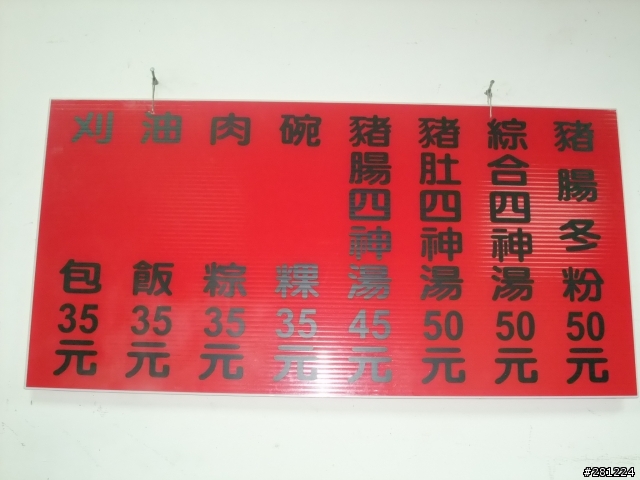 豬腸冬粉50元
綜合四神湯50元
豬肚四神湯50元
豬腸四神湯45元
碗粿35元
肉粽35元
油飯35元
刈包35元
#281224